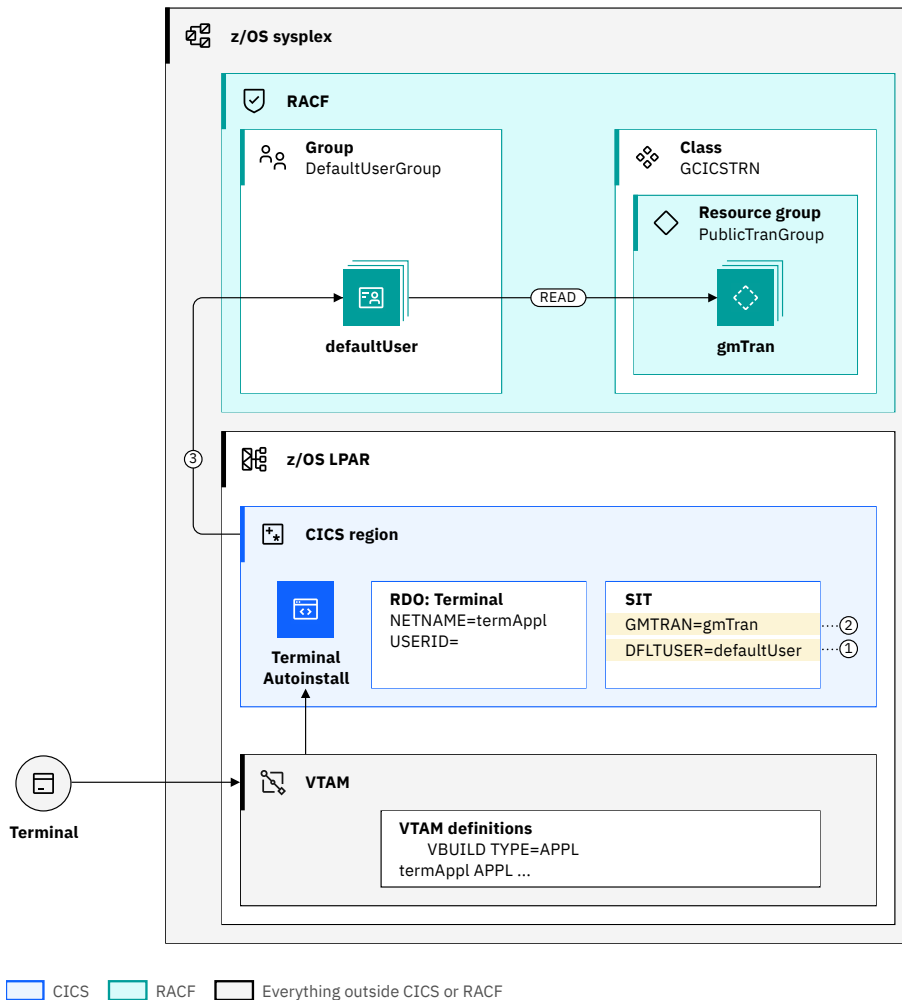 z/OS sysplex
RACF
Group
DefaultUserGroup
Class
GCICSTRN
Resource group
PublicTranGroup
READ
defaultUser
gmTran
3
z/OS LPAR
CICS region
Terminal
Autoinstall
RDO: Terminal
NETNAME=termAppl
USERID=
SIT
GMTRAN=gmTran
2
DFLTUSER=defaultUser
1
Terminal
VTAM
VTAM definitions
VBUILD TYPE=APPL
termAppl APPL ...
CICS
RACF
Everything outside CICS or RACF